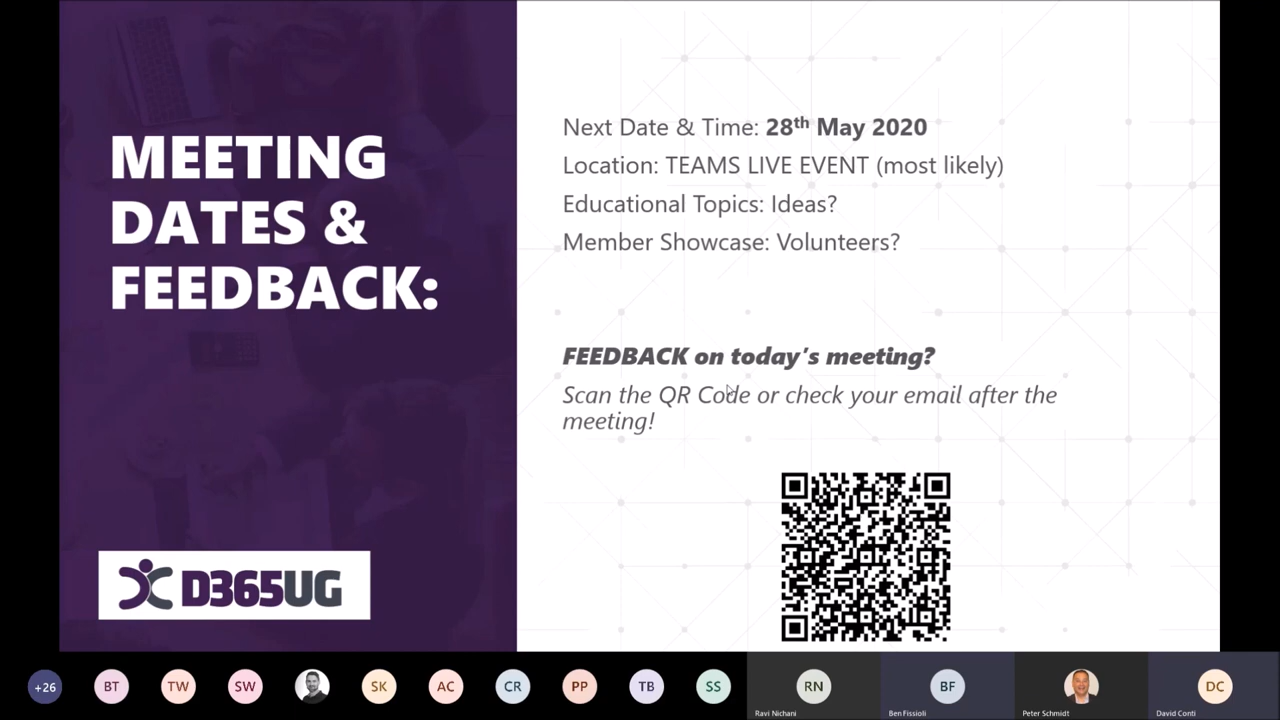 MEETING
DATES &
FEEDBACK:
Next Date & Time: 28th May 2020
Location: TEAMS LIVE EVENT (most likely)
Educational Topics: Ideas?
Member Showcase: Volunteers?
FEEDBACK on today's meeting?
Scan the QR Code or check your email after the
meeting!
D365UG
+26 BT TW SW SK AC CR PP TB SS RN BF DC
Ravi Nichani Ben Fissioli Peter Schmidt David Conti